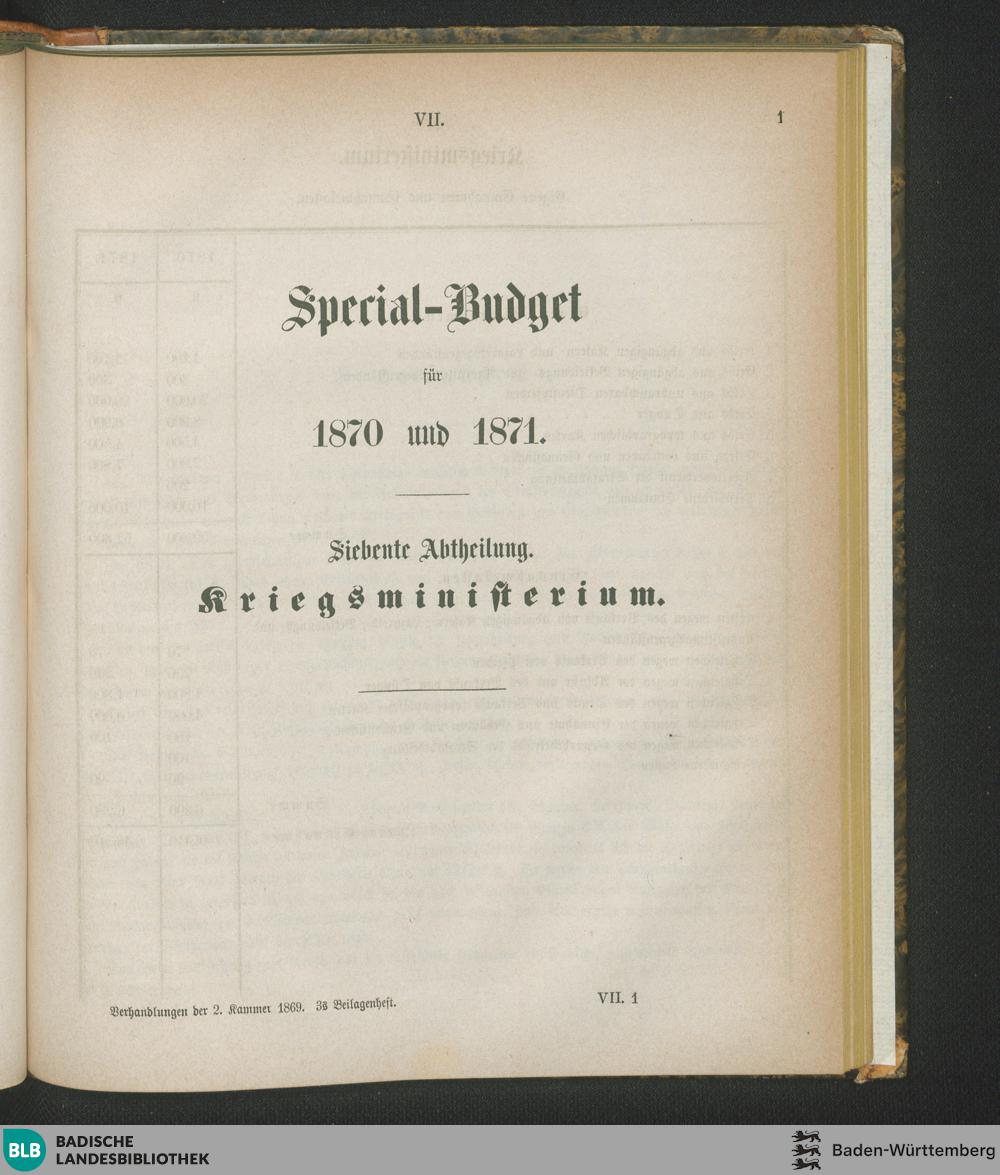 VII.
1
Special-Budget
für
1870 und 1871.
Siebente Abtheilung.
Kriegsministerium.
Verhandlungen der 2. Kammer 1869. 3s Beilagenheft.
VII. 1
BLB
BADISCHE
LANDESBIBLIOTHEK
Baden-Württemberg